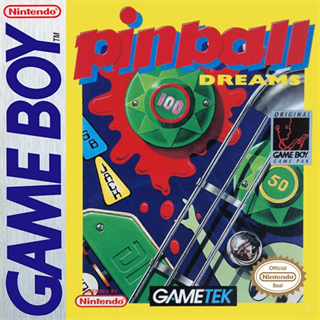 Nintendo
GAME BOY
TM
pinball
DREAMS
100
ORIGINAL
GAME BOY
GAME PAK
50
Nintendo
GAMETEK
Official
Nintendo
Seal